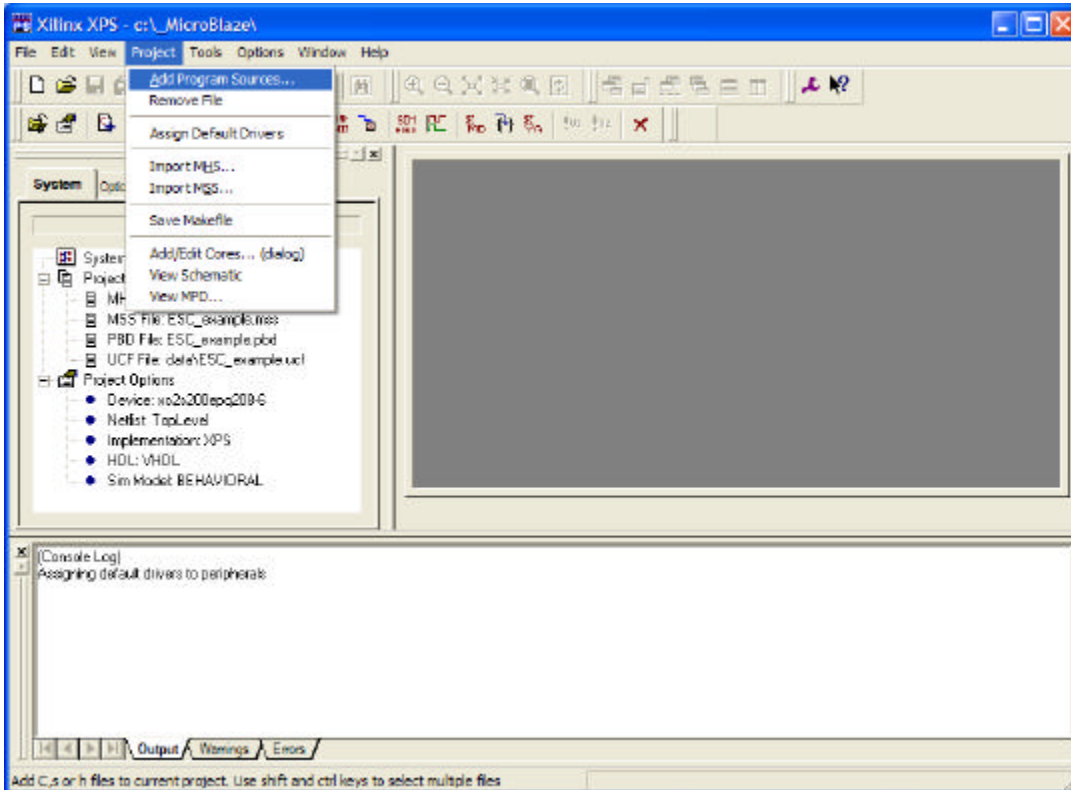 Xilinx XPS - c:\_MicroBlaze\
File Edit View Project Tools Options Window Help
Add Program Sources...
Remove File
Assign Default Drivers
Import MHS...
Import MSS...
Save Makefile
Add/Edit Cores... (dialog)
View Schematic
View MPD...
System
MSS File: ESC_example.mss
PBD File: ESC_example.pbd
UCF File: data\ESC_example.ucf
Project Options
Device: xc2s200epq208-6
Netlist: TopLevel
Implementation: XPS
HDL: VHDL
Sim Model: BEHAVIORAL
(Console Log)
Assigning default drivers to peripherals
Output Warnings Errors
Add C,s or h files to current project. Use shift and ctrl keys to select multiple files